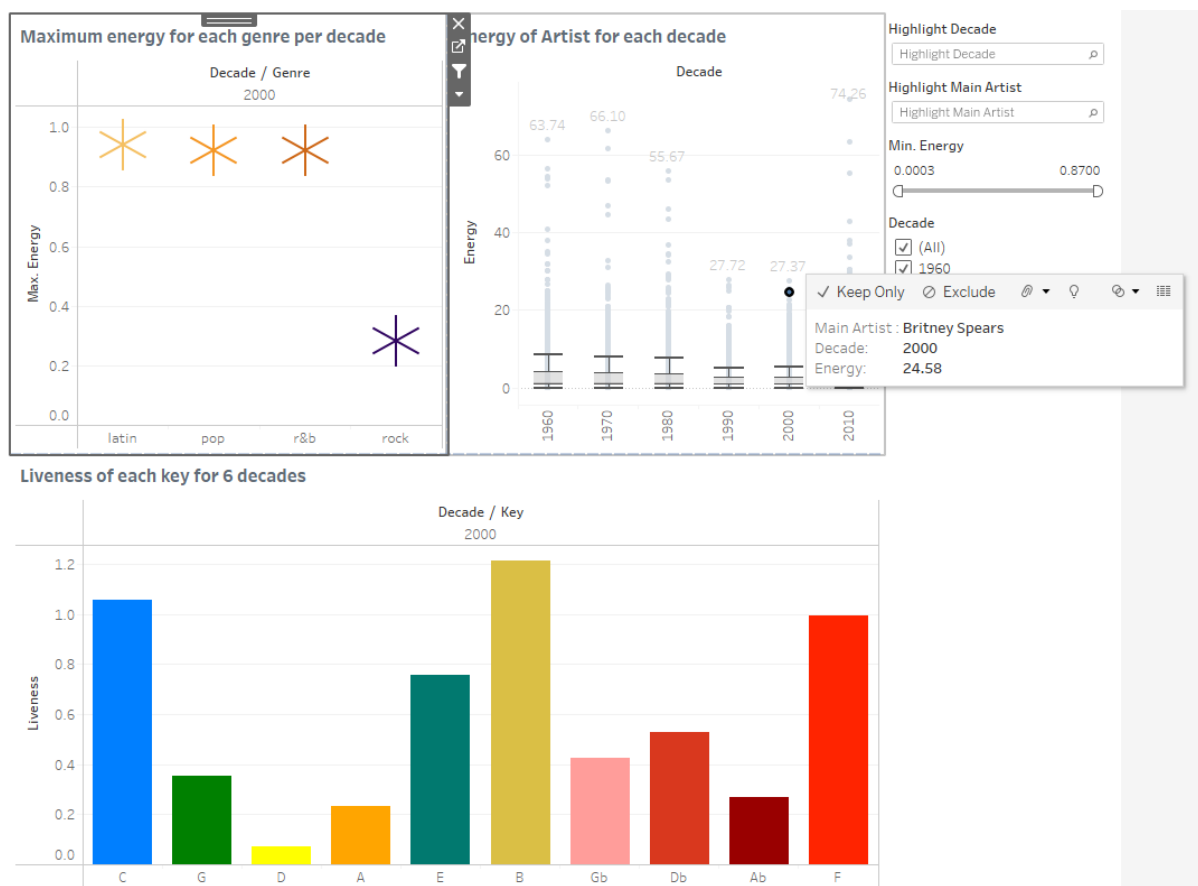 Maximum energy for each genre per decade
Decade / Genre
2000
Max. Energy
1.0
0.8
0.6
0.4
0.2
0.0
latin
pop
r&b
rock
nergy of Artist for each decade
Decade
Energy
60
40
20
0
63.74
66.10
55.67
27.72
27.37
74.26
1960
1970
1980
1990
2000
2010
Highlight Decade
Highlight Decade
Highlight Main Artist
Highlight Main Artist
Min. Energy
0.0003 0.8700
Decade
(All)
1960
Keep Only Exclude
Main Artist : Britney Spears
Decade: 2000
Energy: 24.58
Liveness of each key for 6 decades
Decade / Key
2000
Liveness
1.2
1.0
0.8
0.6
0.4
0.2
0.0
C
G
D
A
E
B
Gb
Db
Ab
F